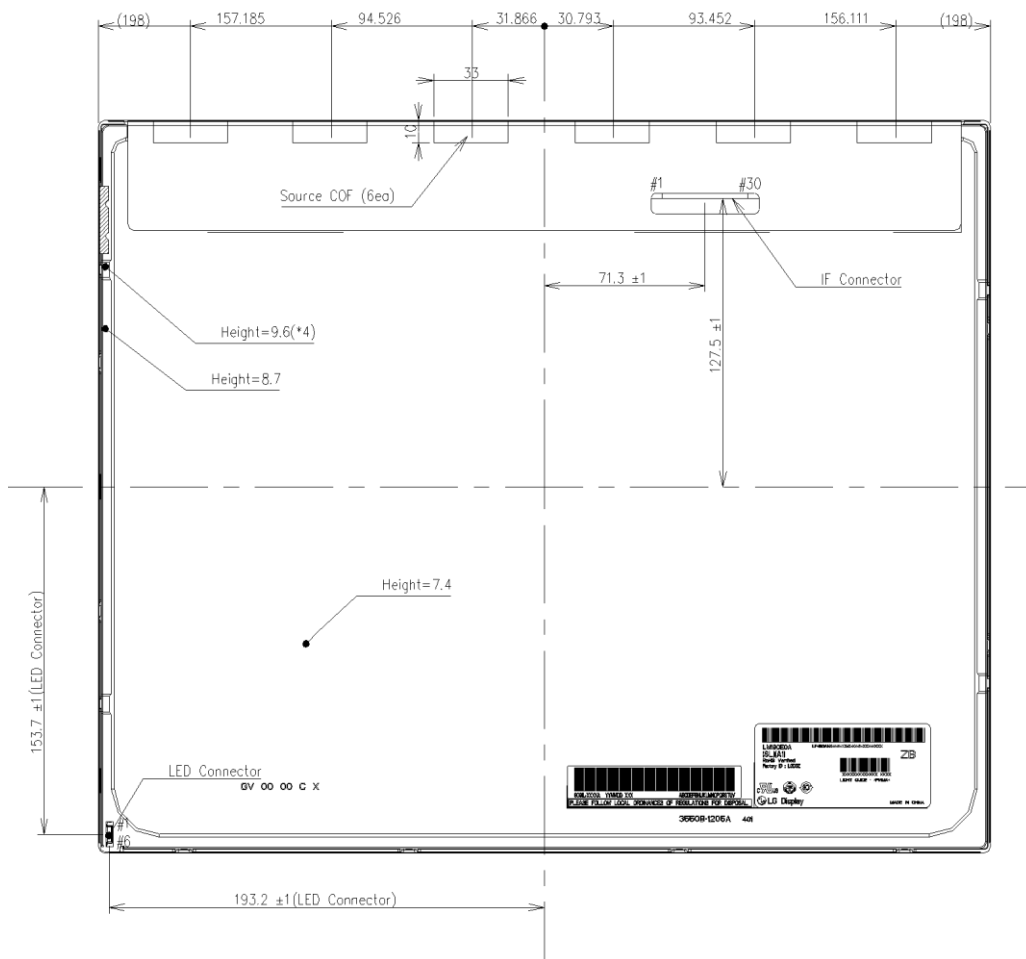 (198) 157.185 94.526 31.866 30.793 93.452 156.111 (198)
33
10
Source COF (6ea)
#1 #30
71.3 ±1
IF Connector
127.5 ±1
Height=9.6(*4)
Height=8.7
Height=7.4
153.7 ±1(LED Connector)
LED Connector
GV 00 00 C X
#1
#6
RoHS Verified
ZB
LG Display
MADE IN CHINA
PLEASE FOLLOW LOCAL ORDINANCES OF REGULATIONS FOR DISPOSAL
193.2 ±1(LED Connector)